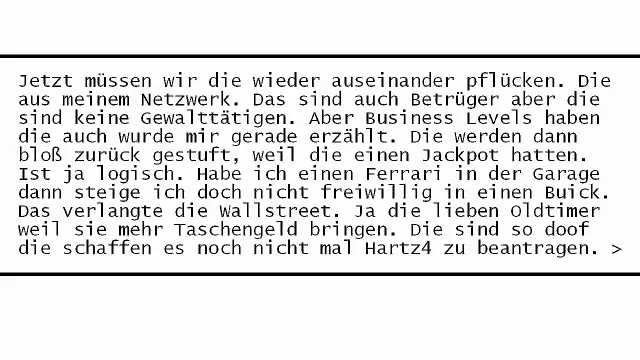 Jetzt müssen wir die wieder auseinander pflücken. Die
aus meinem Netzwerk. Das sind auch Betrüger aber die
sind keine Gewalttätigen. Aber Business Levels haben
die auch wurde mir gerade erzählt. Die werden dann
bloß zurück gestuft, weil die einen Jackpot hatten.
Ist ja logisch. Habe ich einen Ferrari in der Garage
dann steige ich doch nicht freiwillig in einen Buick.
Das verlangte die Wallstreet. Ja die lieben Oldtimer
weil sie mehr Taschengeld bringen. Die sind so doof
die schaffen es noch nicht mal Hartz4 zu beantragen. >